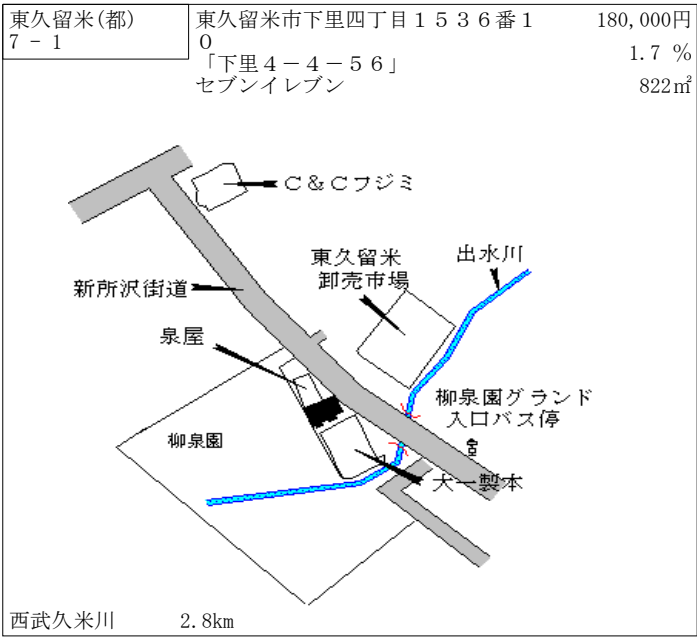 東久留米(都)
7 - 1
東久留米市下里四丁目１５３６番１
０
「下里４－４－５６」
セブンイレブン
180,000円
1.7 %
822㎡
Ｃ＆Ｃフジミ
東久留米
卸売市場
出水川
新所沢街道
泉屋
柳泉園グランド
入口バス停
柳泉園
大一製本
西武久米川 2.8km